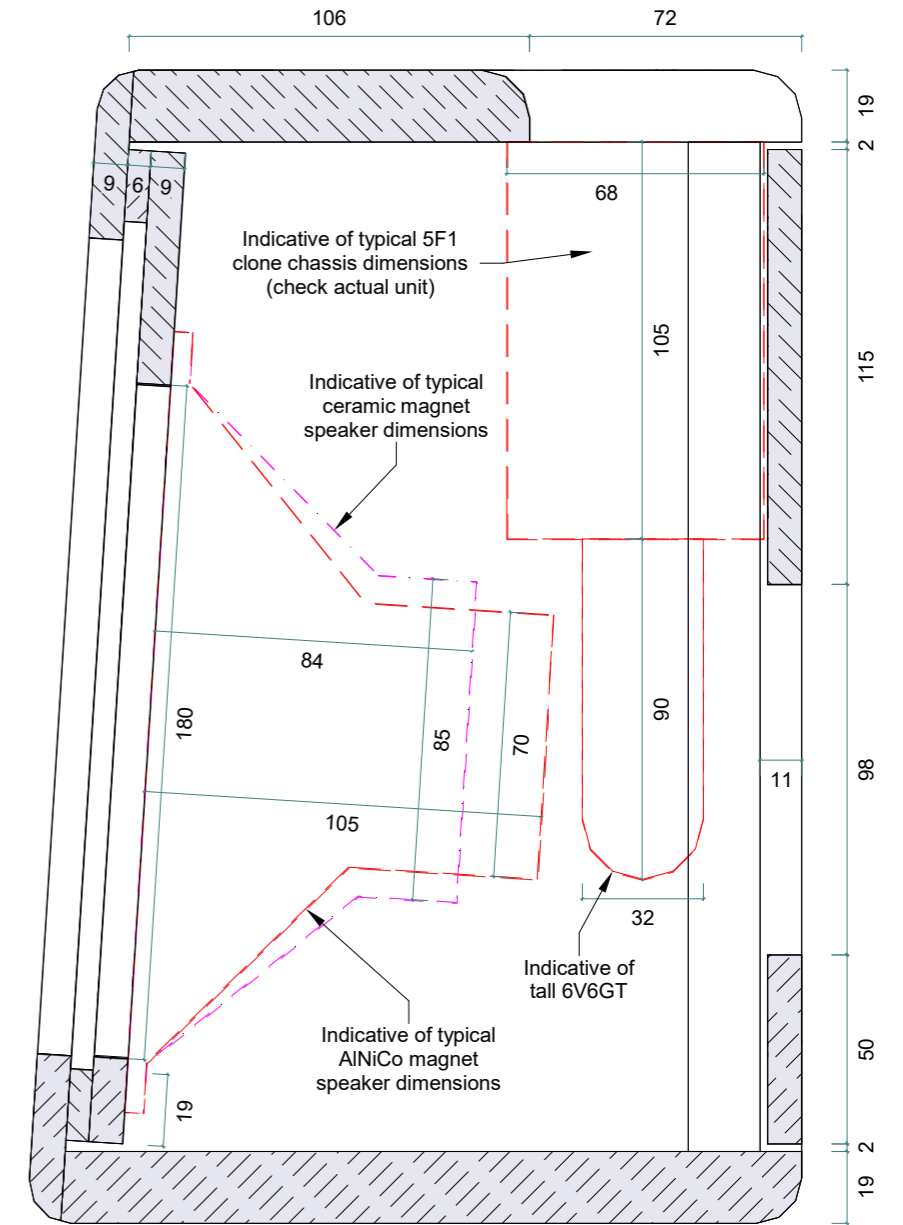 106
72
19
2
9
6
9
68
Indicative of typical 5F1
clone chassis dimensions
(check actual unit)
105
115
Indicative of typical
ceramic magnet
speaker dimensions
84
180
85
70
90
98
11
105
32
Indicative of
tall 6V6GT
Indicative of typical
AlNiCo magnet
speaker dimensions
50
19
2
19